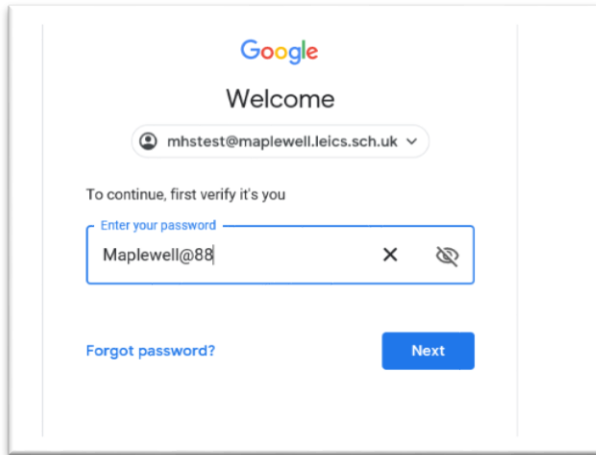 Google
Welcome
mhstest@maplewell.leics.sch.uk
To continue, first verify it's you
Enter your password
Maplewell@88
Forgot password?
Next